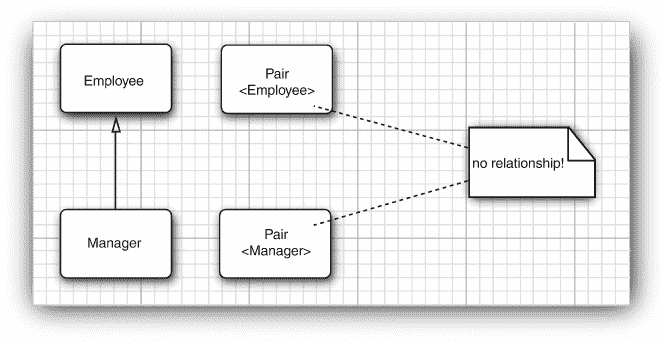 Employee
Pair
<Employee>
no relationship!
Manager
Pair
<Manager>